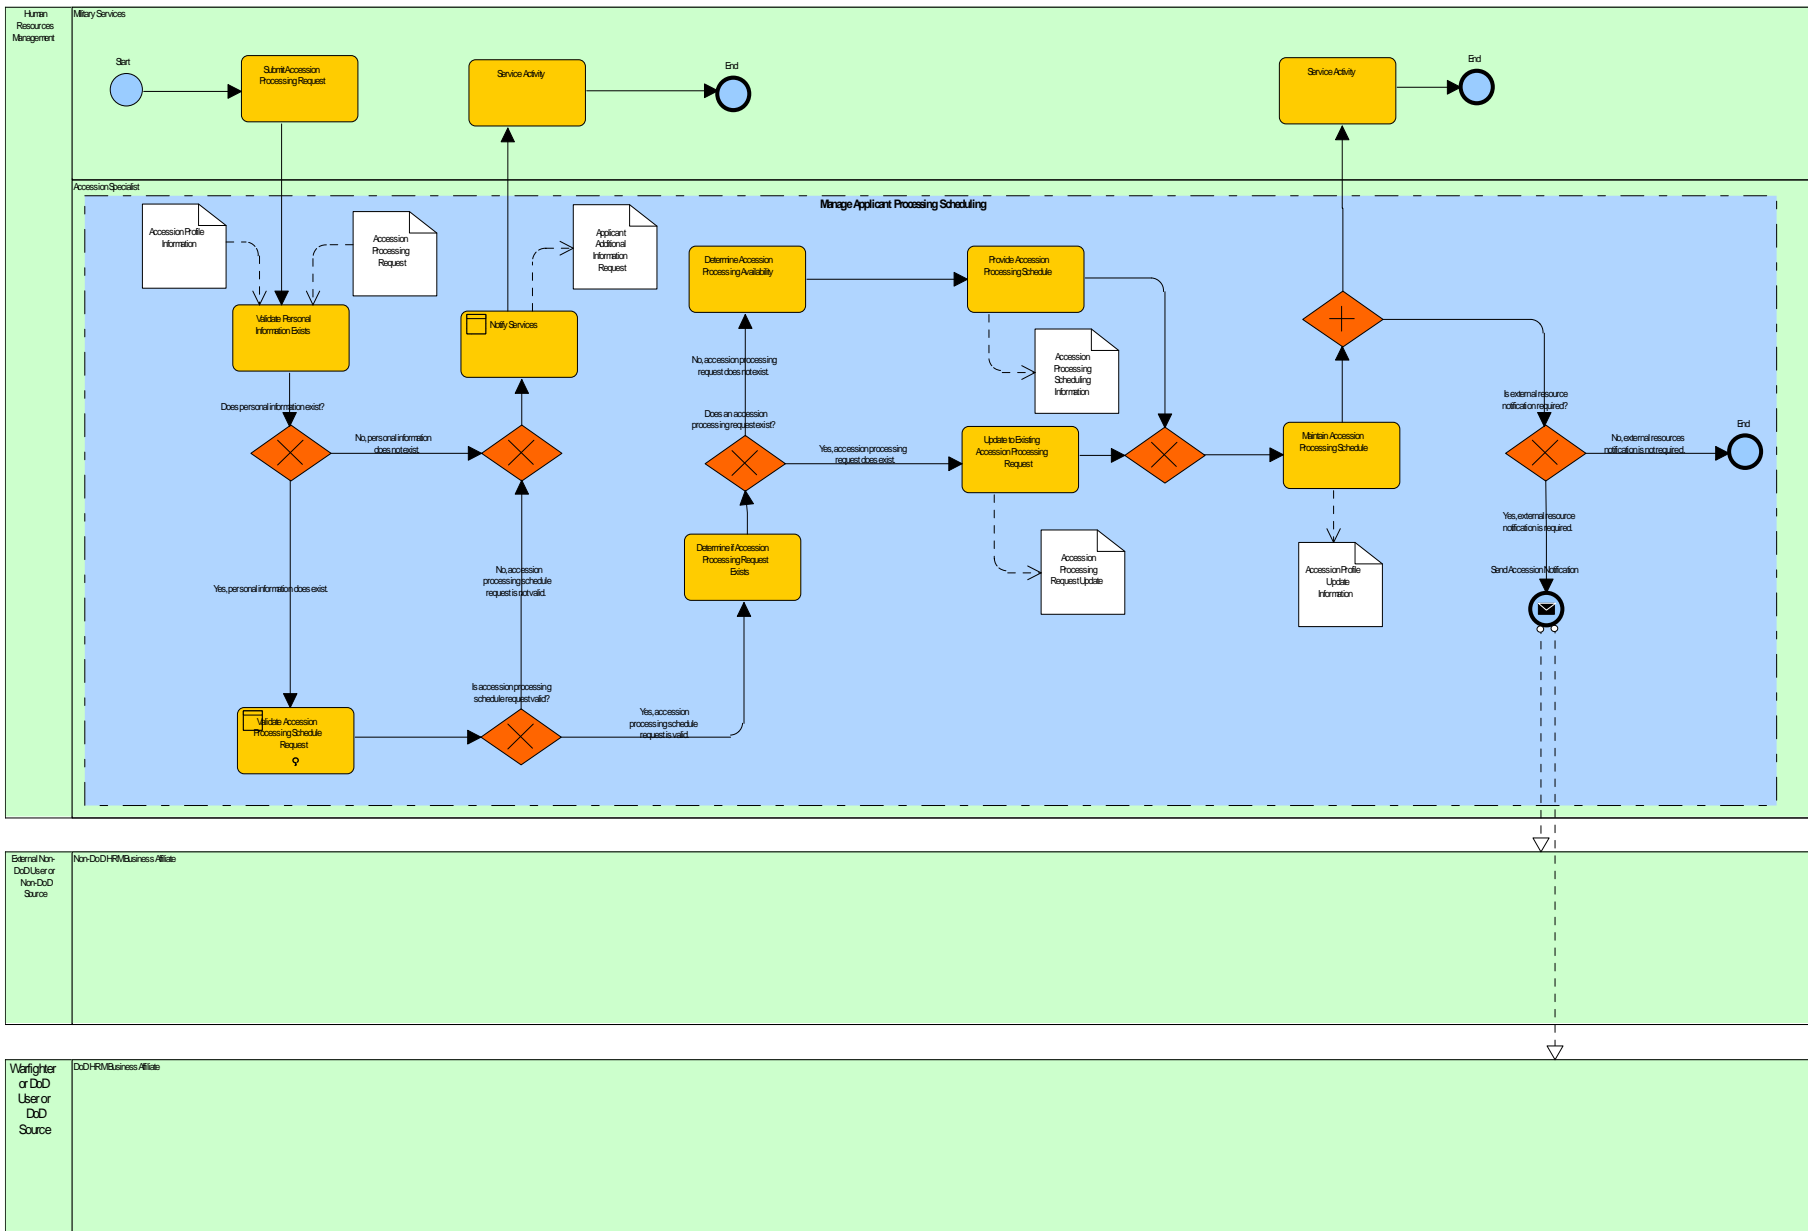 Human
Resources
Management
Military Services
Start
Submit Accession
Processing Request
Service Activity
End
Service Activity
End
Accession Specialist
Manage Applicant Processing Scheduling
Accession Profile
Information
Accession
Processing
Request
Applicant
Additional
Information
Request
Validate Personal
Information Exists
Notify Services
Determine Accession
Processing Availability
Provide Accession
Processing Schedule
Accession
Processing
Scheduling
Information
No, accession processing
request does not exist.
Does personal information exist?
No, personal information
does not exist.
Does an accession
processing request exist?
Yes, accession processing
request does exist.
Update to Existing
Accession Processing
Request
Maintain Accession
Processing Schedule
Is external resource
notification required?
No, external resources
notification is not required.
End
Yes, external resource
notification is required.
Determine if Accession
Processing Request
Exists
Accession
Processing
Request Update
Accession Profile
Update
Information
Send Accession Notification
No, accession
processing schedule
request is not valid.
Yes, personal information does exist.
Is accession processing
schedule request valid?
Yes, accession
processing schedule
request is valid.
Validate Accession
Processing Schedule
Request
External Non-
DoD User or
Non-DoD
Source
Non-DoD HRM Business Affiliate
Warfighter
or DoD
User or
DoD
Source
DoD HRM Business Affiliate